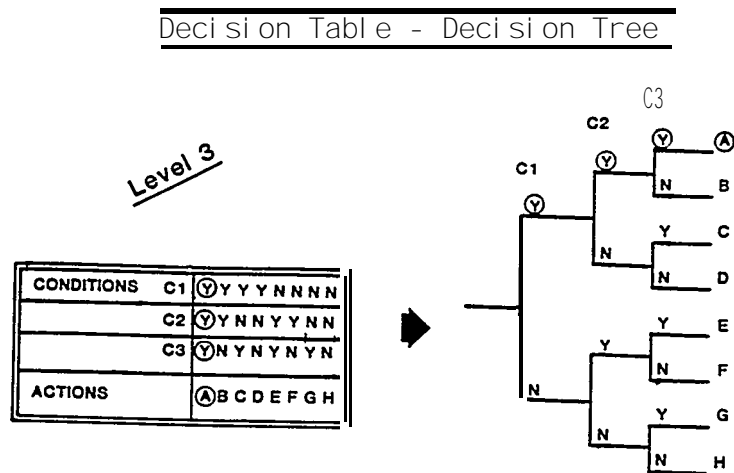 Decision Table - Decision Tree
Level 3
CONDITIONS C1 Y Y Y Y N N N N
C2 Y Y N N Y Y N N
C3 Y N Y N Y N Y N
ACTIONS A B C D E F G H
C1
C2
C3
Y
Y
Y
A
N
B
N
Y
C
N
D
N
Y
Y
E
N
F
N
Y
G
N
H